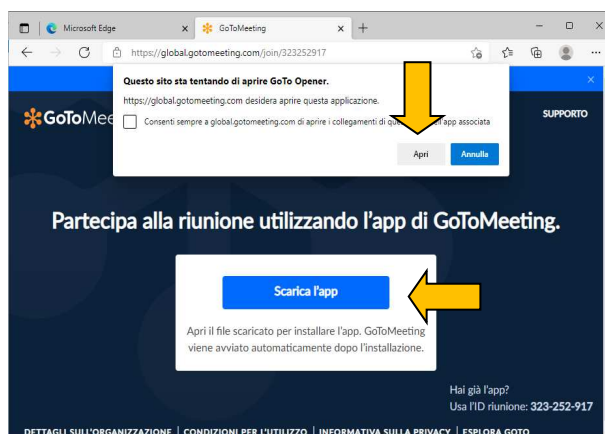 Microsoft Edge
GoToMeeting
https://global.gotomeeting.com/join/323252917
Questo sito sta tentando di aprire GoTo Opener.
https://global.gotomeeting.com desidera aprire questa applicazione.
Consenti sempre a global.gotomeeting.com di aprire i collegamenti di app associata
Apri
Annulla
GoToMee
SUPPORTO
Partecipa alla riunione utilizzando l'app di GoToMeeting.
Scarica l'app
Apri il file scaricato per installare l'app. GoToMeeting
viene avviato automaticamente dopo l'installazione.
Hai già l'app?
Usa l'ID riunione: 323-252-917
DETTAGLI SULL'ORGANIZZAZIONE | CONDIZIONI PER L'UTILIZZO | INFORMATIVA SULLA PRIVACY | ESPLORA GOTO